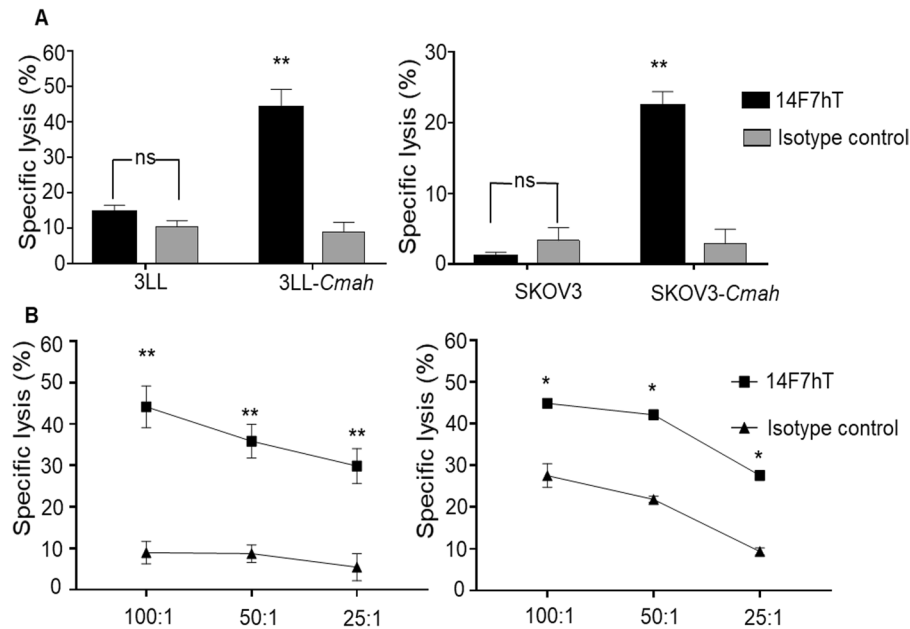 A
Specific lysis (%)
60
50
40
30
20
10
0
**
ns
3LL
3LL-Cmah
Specific lysis (%)
30
20
10
0
**
ns
SKOV3
SKOV3-Cmah
14F7hT
Isotype control
B
Specific lysis (%)
60
50
40
30
20
10
0
**
**
**
100:1
50:1
25:1
Specific lysis (%)
60
50
40
30
20
10
0
*
*
*
100:1
50:1
25:1
14F7hT
Isotype control